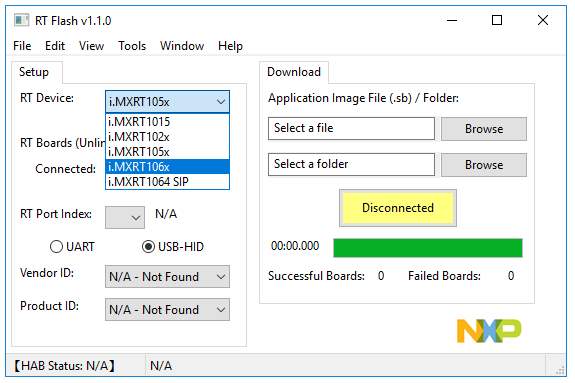 RT Flash v1.1.0
File Edit View Tools Window Help
Setup
RT Device: i.MXRT105x
i.MXRT1015
i.MXRT102x
i.MXRT105x
i.MXRT106x
i.MXRT1064 SIP
RT Boards (Unlin
Connected:
RT Port Index: N/A
UART USB-HID
Vendor ID: N/A - Not Found
Product ID: N/A - Not Found
Download
Application Image File (.sb) / Folder:
Select a file Browse
Select a folder Browse
Disconnected
00:00.000
Successful Boards: 0 Failed Boards: 0
NXP
【HAB Status: N/A】 N/A